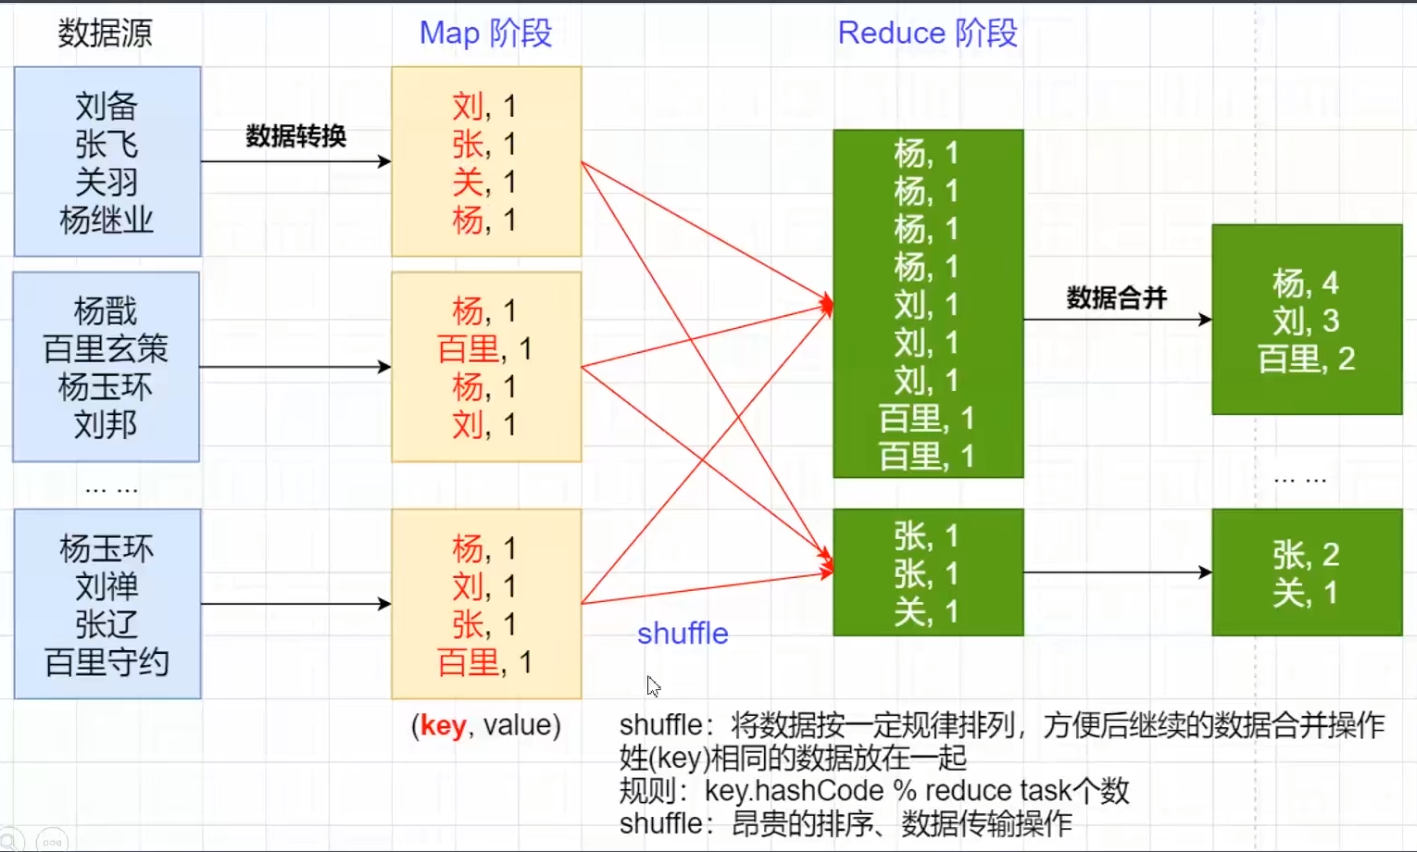 数据源
Map 阶段
Reduce 阶段
刘备
张飞
关羽
杨继业
数据转换
刘, 1
张, 1
关, 1
杨, 1
杨戬
百里玄策
杨玉环
刘邦
杨, 1
百里, 1
杨, 1
刘, 1
... ...
杨玉环
刘禅
张辽
百里守约
杨, 1
刘, 1
张, 1
百里, 1
(key, value)
shuffle
杨, 1
杨, 1
杨, 1
杨, 1
刘, 1
刘, 1
刘, 1
百里, 1
百里, 1
数据合并
杨, 4
刘, 3
百里, 2
... ...
张, 1
张, 1
关, 1
张, 2
关, 1
shuffle：将数据按一定规律排列，方便后继续的数据合并操作
姓(key)相同的数据放在一起
规则：key.hashCode % reduce task个数
shuffle：昂贵的排序、数据传输操作